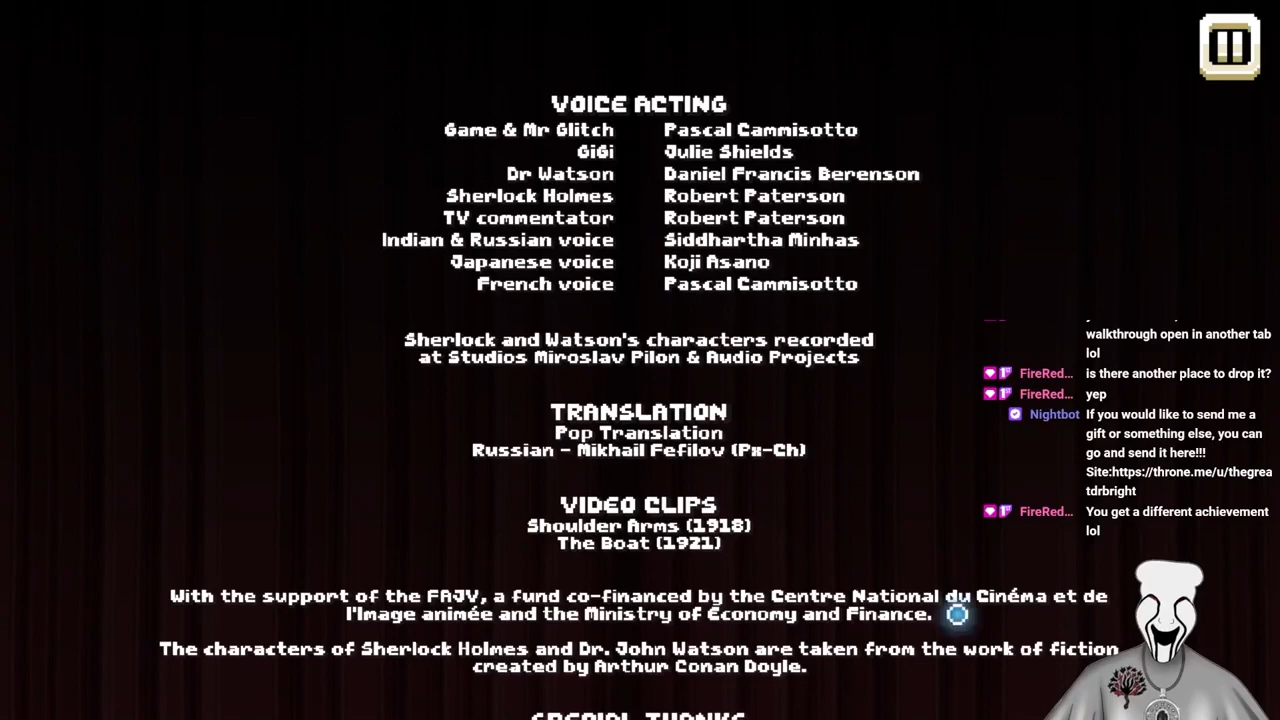 VOICE ACTING
Game & Mr Glitch Pascal Cammisotto
GiGi Julie Shields
Dr Watson Daniel Francis Berenson
Sherlock Holmes Robert Paterson
TV commentator Robert Paterson
Indian & Russian voice Siddhartha Minhas
Japanese voice Koji Asano
French voice Pascal Cammisotto
Sherlock and Watson's characters recorded
at Studios Miroslav Pilon & Audio Projects
TRANSLATION
Pop Translation
Russian - Mikhail Fefilov (Px-Ch)
VIDEO CLIPS
Shoulder Arms (1918)
The Boat (1921)
With the support of the FAJV, a fund co-financed by the Centre National du Cinéma et de
l'Image animée and the Ministry of Economy and Finance.
The characters of Sherlock Holmes and Dr. John Watson are taken from the work of fiction
created by Arthur Conan Doyle.
SPECIAL THANKS
walkthrough open in another tab
lol
FireRed... is there another place to drop it?
FireRed... yep
Nightbot If you would like to send me a
gift or something else, you can
go and send it here!!!
Site:https://throne.me/u/thegrea
tdrbright
FireRed... You get a different achievement
lol